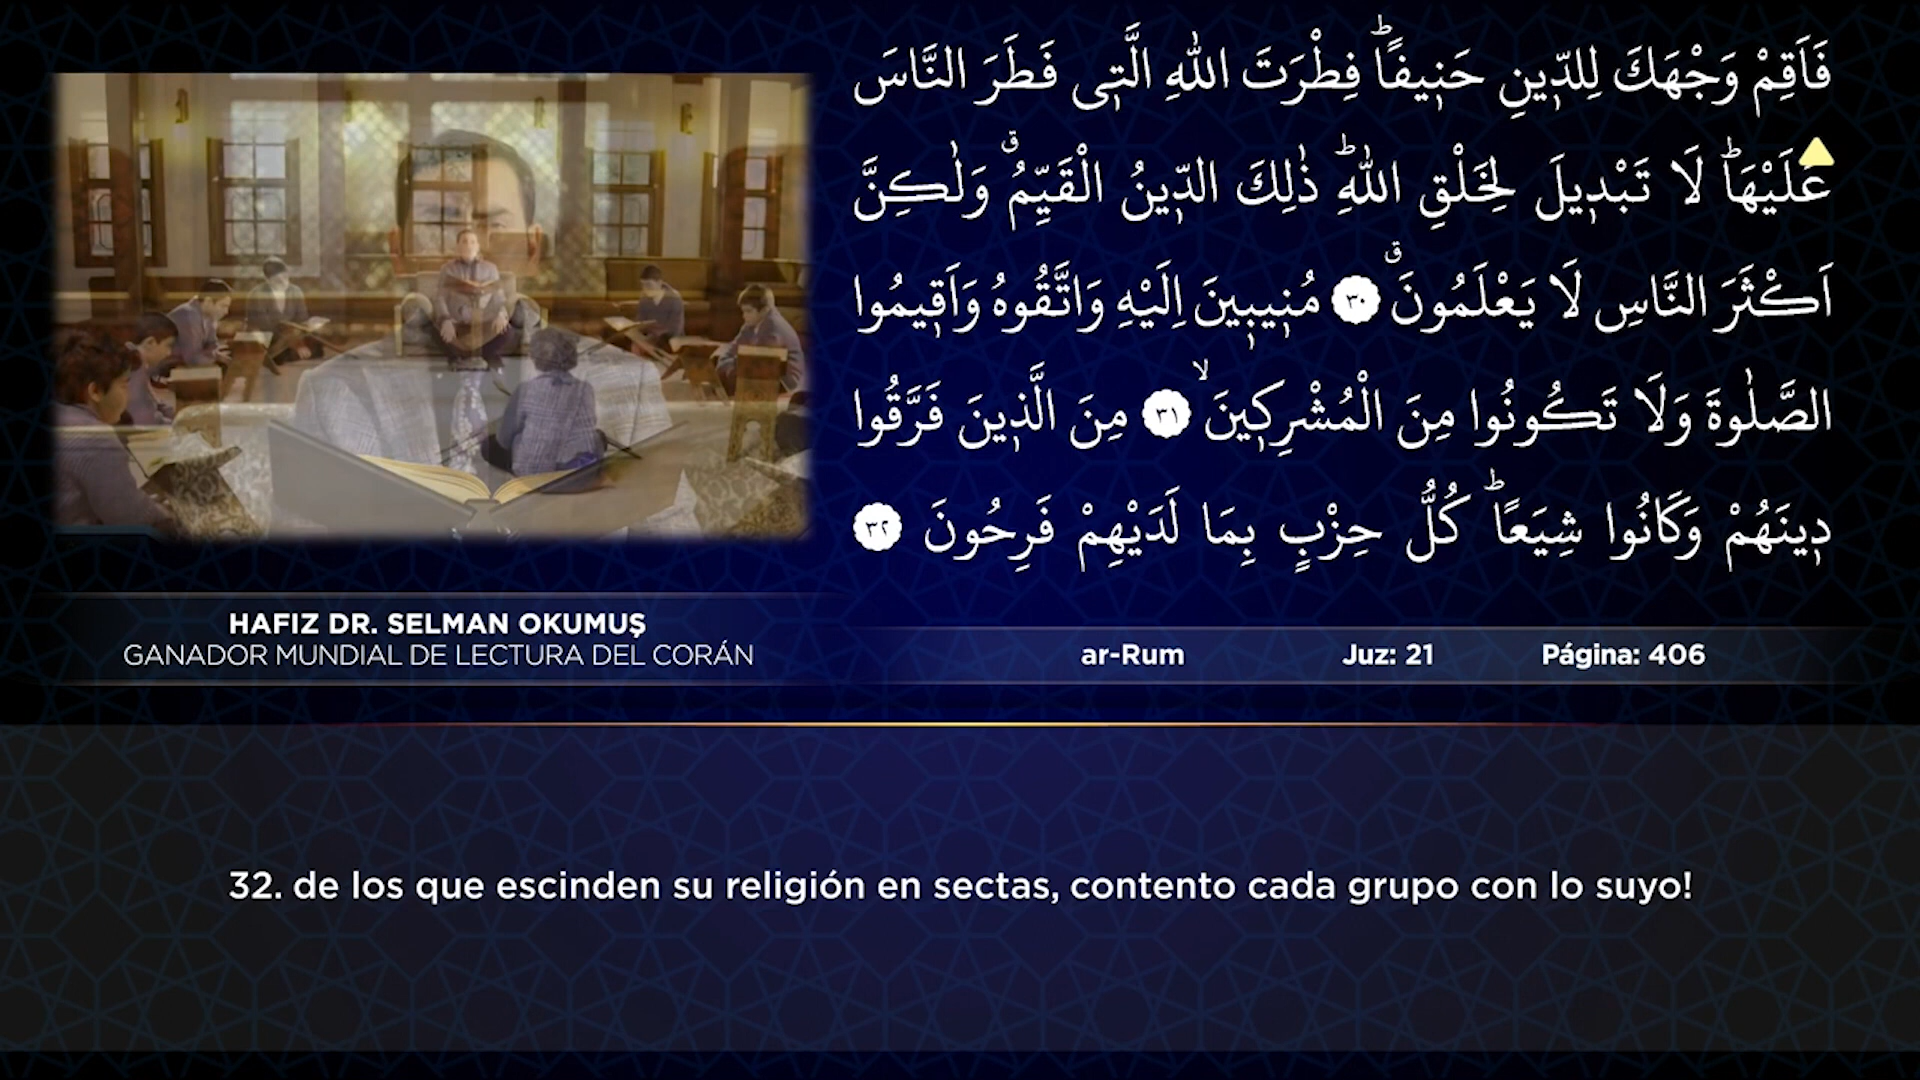 فَاَقِمْ وَجْهَكَ لِلدّ۪ينِ حَن۪يفًاۜ فِطْرَتَ اللّٰهِ الَّت۪ى فَطَرَ النَّاسَ
عَلَيْهَاۜ لَا تَبْد۪يلَ لِخَلْقِ اللّٰهِۜ ذٰلِكَ الدّ۪ينُ الْقَيِّمُۗ وَلٰكِنَّ
اَكْثَرَ النَّاسِ لَا يَعْلَمُونَۗ ﴿٣٠﴾ مُن۪يب۪ينَ اِلَيْهِ وَاتَّقُوهُ وَاَق۪يمُوا
الصَّلٰوةَ وَلَا تَكُونُوا مِنَ الْمُشْرِك۪ينَۙ ﴿٣١﴾ مِنَ الَّذ۪ينَ فَرَّقُوا
د۪ينَهُمْ وَكَانُوا شِيَعًاۜ كُلُّ حِزْبٍ بِمَا لَدَيْهِمْ فَرِحُونَ ﴿٣٢﴾
HAFIZ DR. SELMAN OKUMUŞ
GANADOR MUNDIAL DE LECTURA DEL CORÁN
ar-Rum Juz: 21 Página: 406
32. de los que escinden su religión en sectas, contento cada grupo con lo suyo!